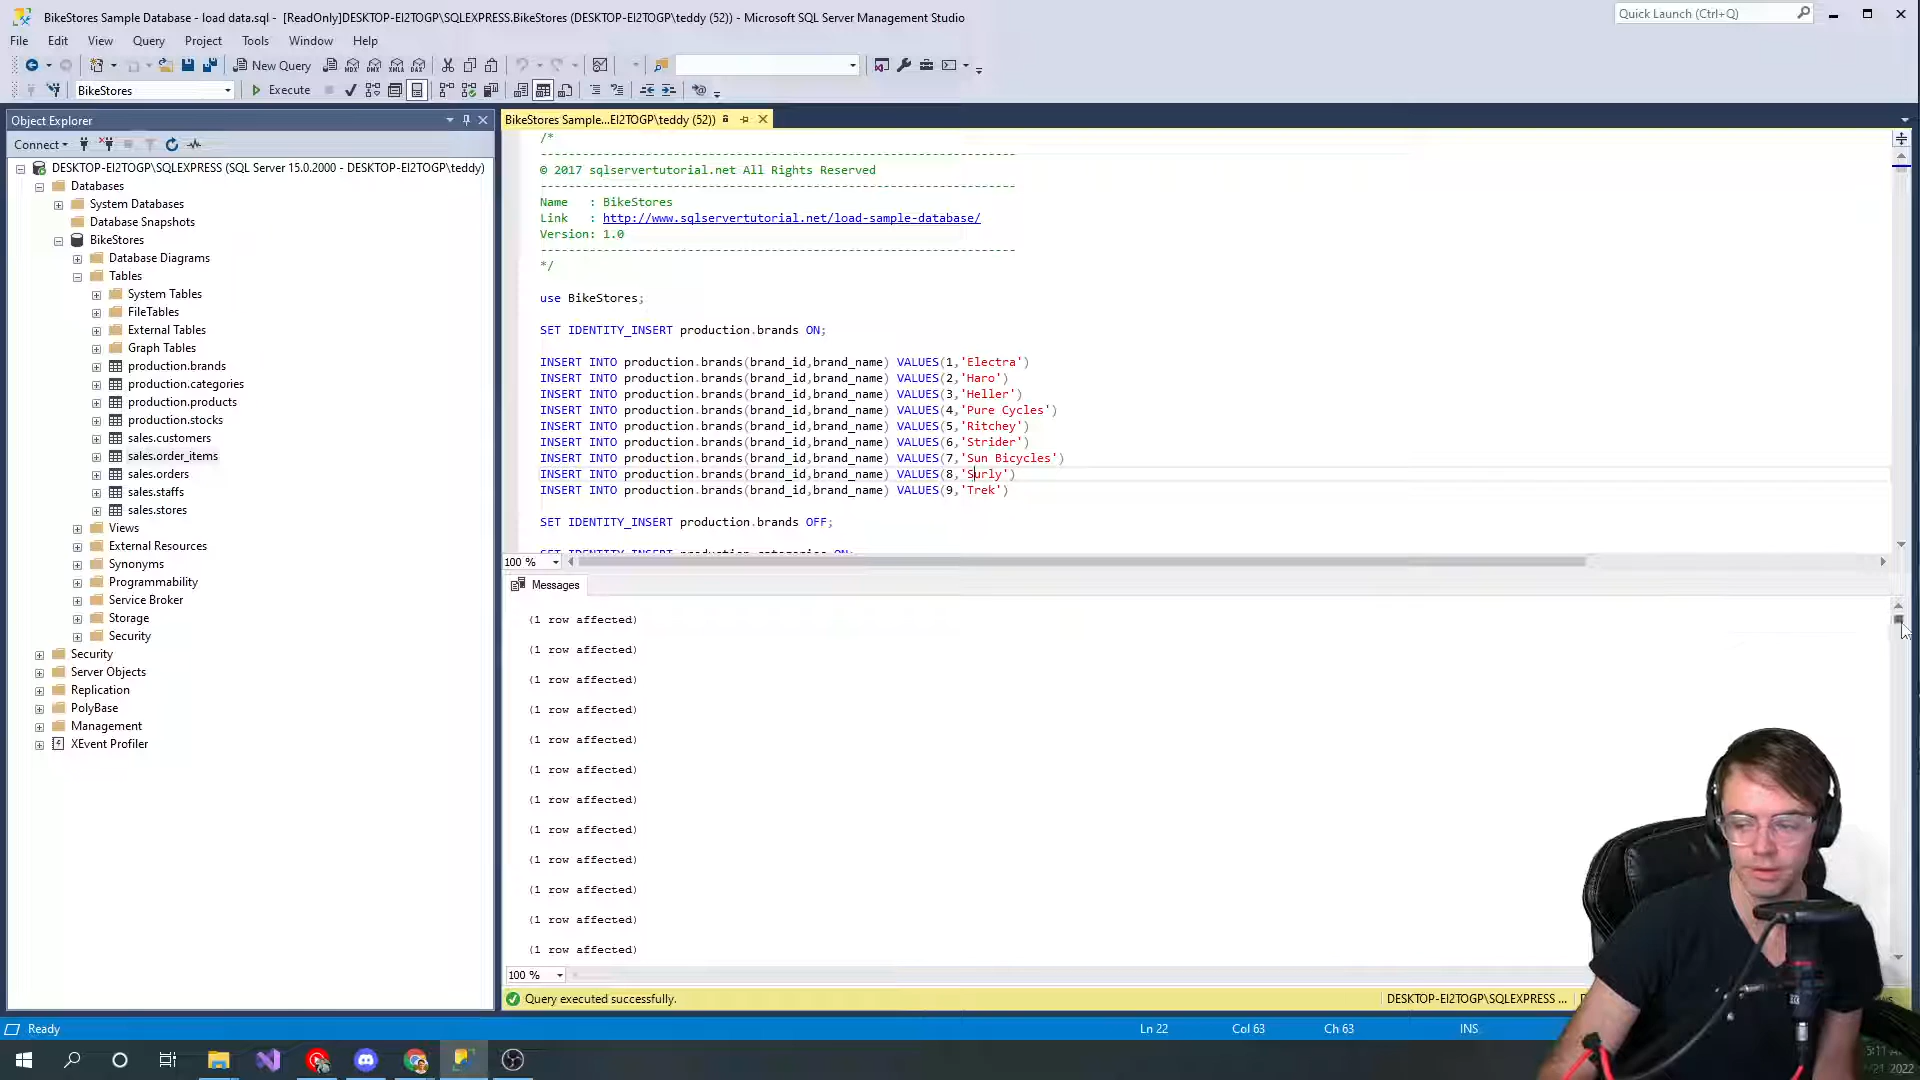 BikeStores Sample Database - load data.sql - [ReadOnly]DESKTOP-EI2TOGP\SQLEXPRESS.BikeStores (DESKTOP-EI2TOGP\teddy (52)) - Microsoft SQL Server Management Studio
Quick Launch (Ctrl+Q)
File Edit View Query Project Tools Window Help
New Query
MDX DMX XMLA DAX
BikeStores
Execute
Object Explorer
Connect
DESKTOP-EI2TOGP\SQLEXPRESS (SQL Server 15.0.2000 - DESKTOP-EI2TOGP\teddy)
Databases
System Databases
Database Snapshots
BikeStores
Database Diagrams
Tables
System Tables
FileTables
External Tables
Graph Tables
production.brands
production.categories
production.products
production.stocks
sales.customers
sales.order_items
sales.orders
sales.staffs
sales.stores
Views
External Resources
Synonyms
Programmability
Service Broker
Storage
Security
Security
Server Objects
Replication
PolyBase
Management
XEvent Profiler
BikeStores Sample...EI2TOGP\teddy (52))
/*
--------------------------------------------------------------------
© 2017 sqlservertutorial.net All Rights Reserved
--------------------------------------------------------------------
Name   : BikeStores
Link   : http://www.sqlservertutorial.net/load-sample-database/
Version: 1.0
--------------------------------------------------------------------
*/
use BikeStores;
SET IDENTITY_INSERT production.brands ON;
INSERT INTO production.brands(brand_id,brand_name) VALUES(1,'Electra')
INSERT INTO production.brands(brand_id,brand_name) VALUES(2,'Haro')
INSERT INTO production.brands(brand_id,brand_name) VALUES(3,'Heller')
INSERT INTO production.brands(brand_id,brand_name) VALUES(4,'Pure Cycles')
INSERT INTO production.brands(brand_id,brand_name) VALUES(5,'Ritchey')
INSERT INTO production.brands(brand_id,brand_name) VALUES(6,'Strider')
INSERT INTO production.brands(brand_id,brand_name) VALUES(7,'Sun Bicycles')
INSERT INTO production.brands(brand_id,brand_name) VALUES(8,'Surly')
INSERT INTO production.brands(brand_id,brand_name) VALUES(9,'Trek')
SET IDENTITY_INSERT production.brands OFF;
SET IDENTITY_INSERT production.categories ON;
100 %
Messages
(1 row affected)
(1 row affected)
(1 row affected)
(1 row affected)
(1 row affected)
(1 row affected)
(1 row affected)
(1 row affected)
(1 row affected)
(1 row affected)
(1 row affected)
(1 row affected)
100 %
Query executed successfully.
DESKTOP-EI2TOGP\SQLEXPRESS ...
Ready
Ln 22
Col 63
Ch 63
INS
5:11
2022